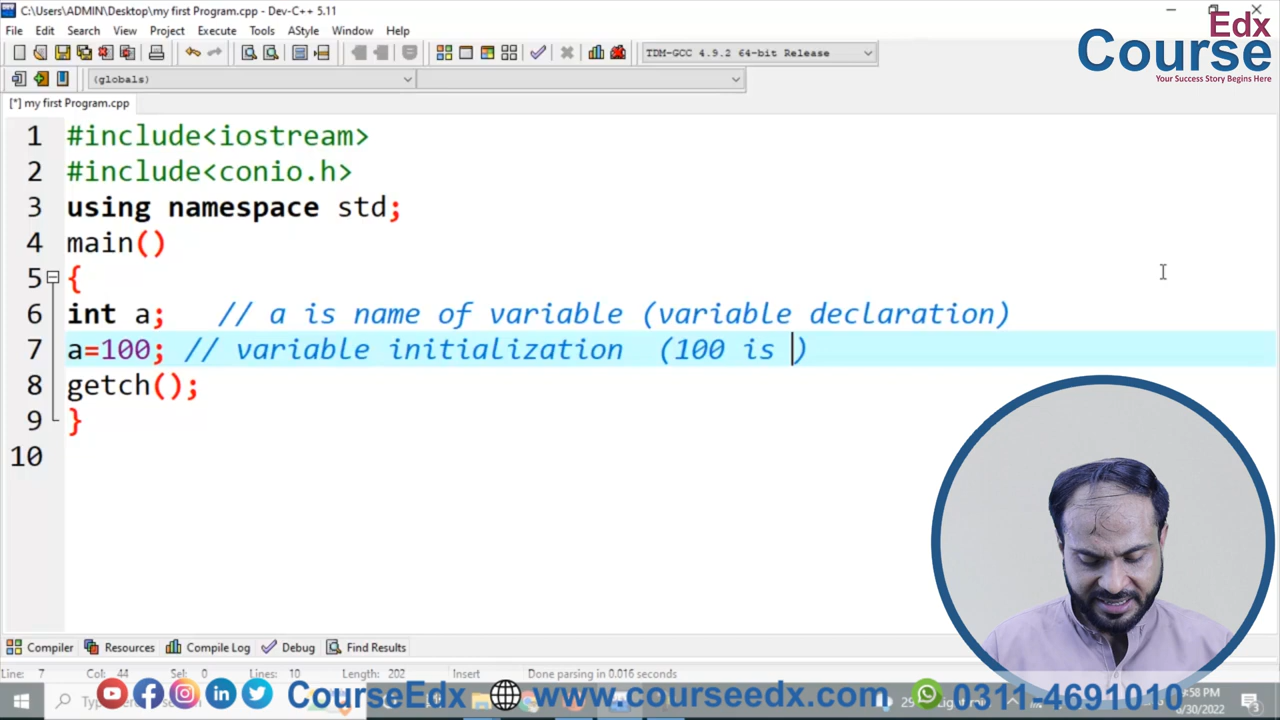 C:\Users\ADMIN\Desktop\my first Program.cpp - Dev-C++ 5.11
File Edit Search View Project Execute Tools AStyle Window Help
TDM-GCC 4.9.2 64-bit Release
(globals)
[*] my first Program.cpp
Edx
Course
Your Success Story Begins Here
1 #include<iostream>
2 #include<conio.h>
3 using namespace std;
4 main()
5 {
6 int a; // a is name of variable (variable declaration)
7 a=100; // variable initialization (100 is )
8 getch();
9 }
10
Compiler Resources Compile Log Debug Find Results
Line: 7 Col: 44 Sel: 0 Lines: 10 Length: 202 Insert Done parsing in 0.016 seconds
CourseEdx www.courseedx.com 0311-4691010